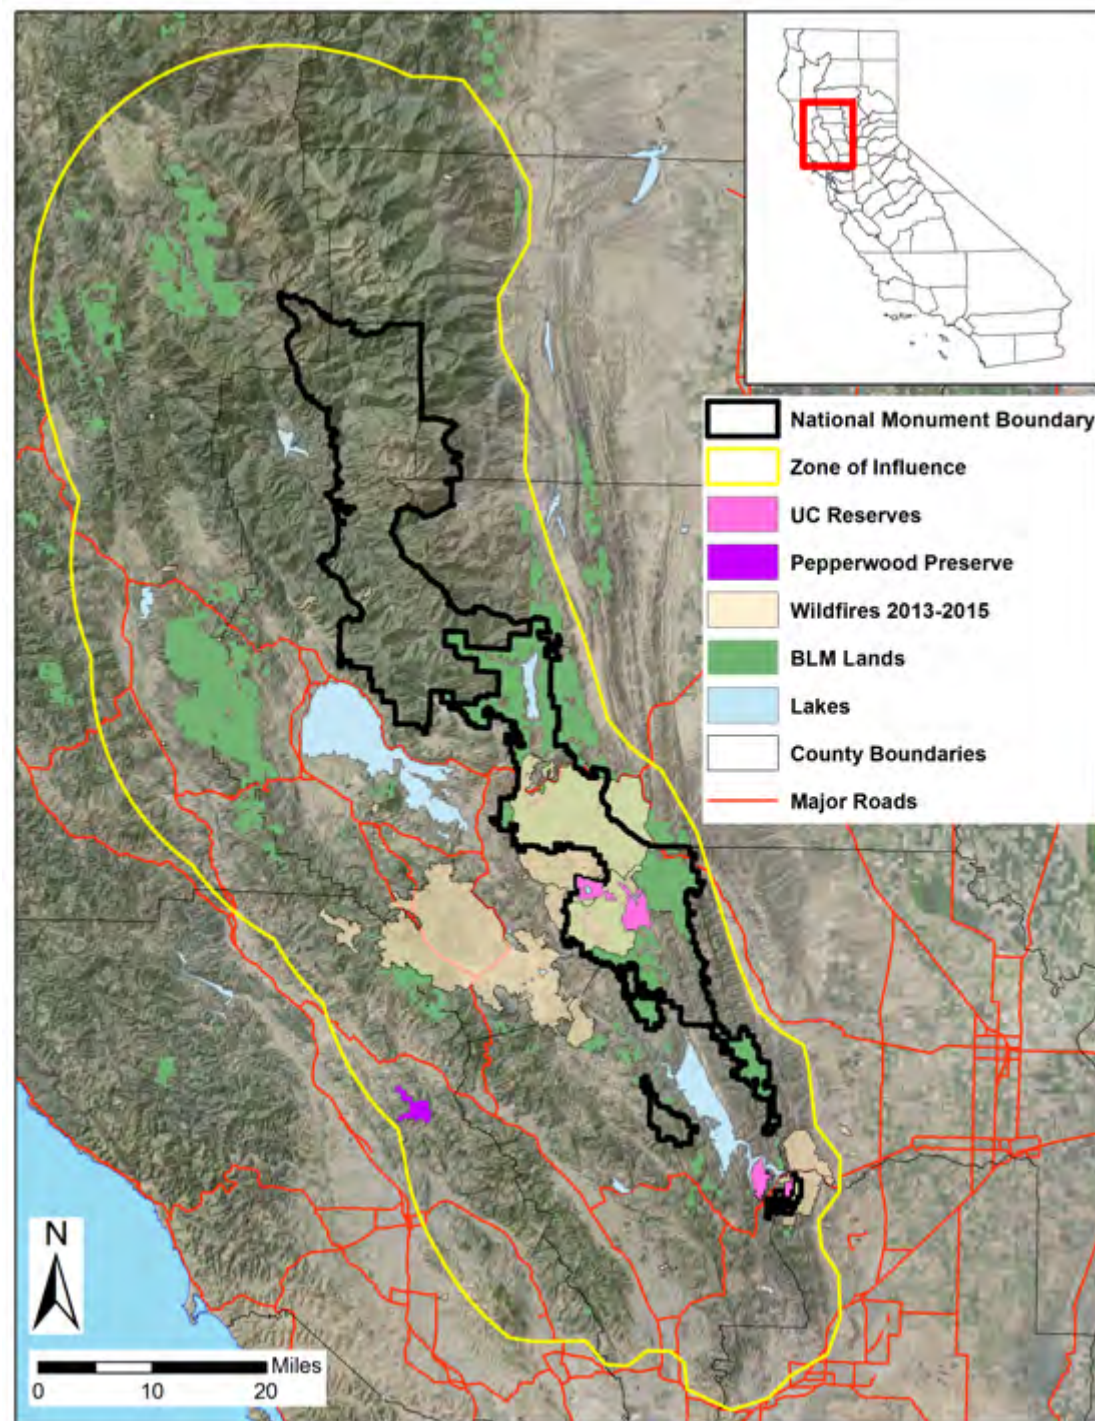 National Monument Boundary
Zone of Influence
UC Reserves
Pepperwood Preserve
Wildfires 2013-2015
BLM Lands
Lakes
County Boundaries
Major Roads
N
Miles
0 10 20